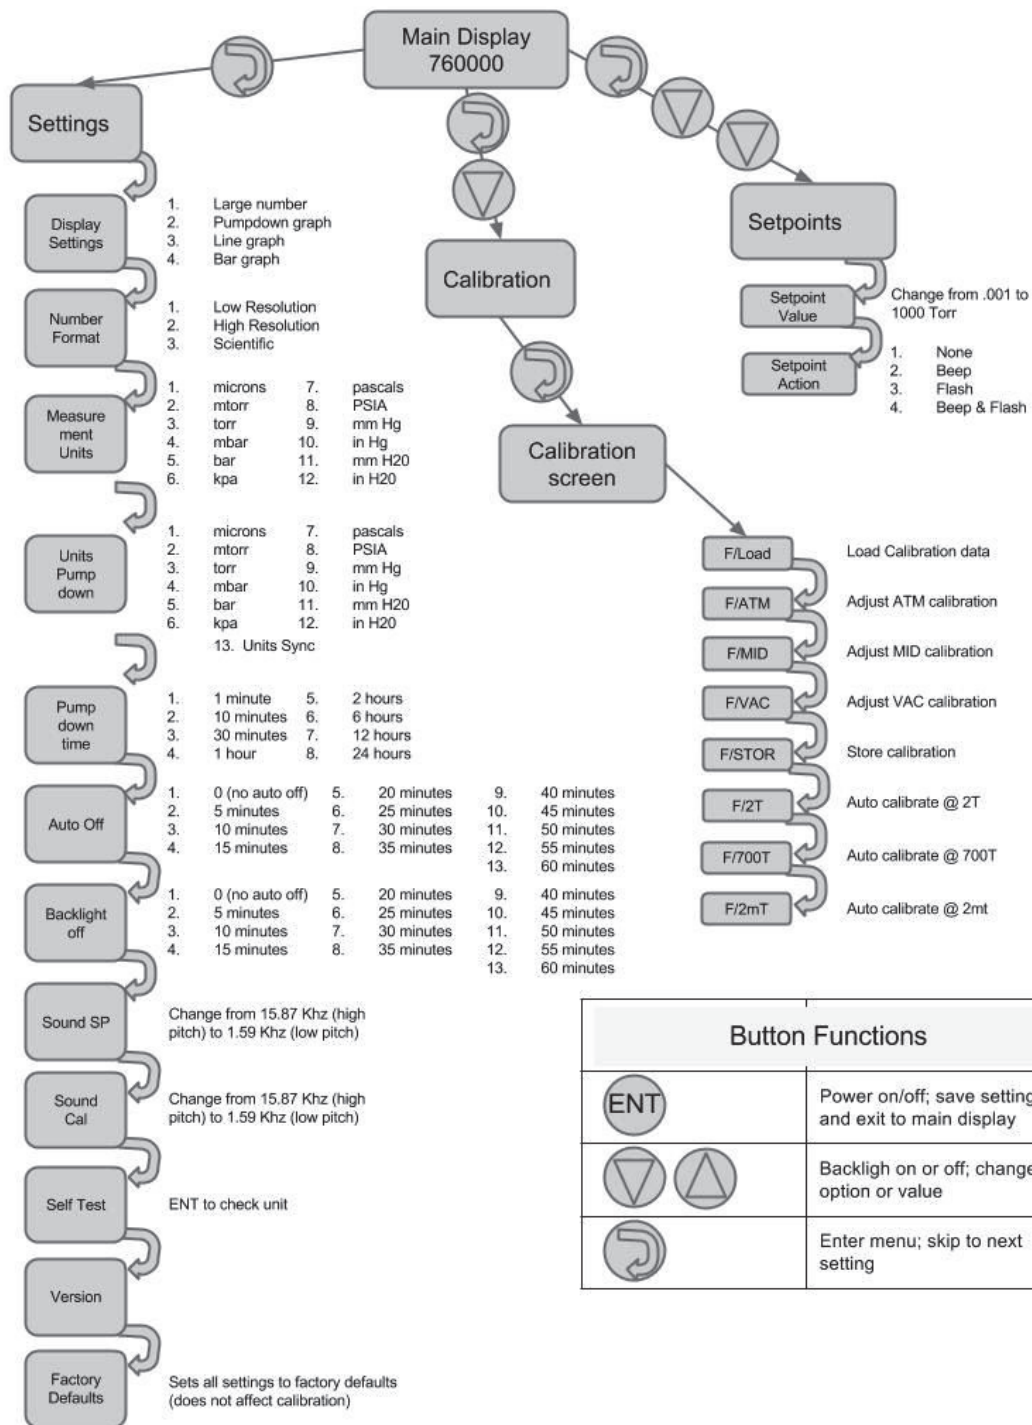 Main Display
760000
Settings
Display
Settings
1. Large number
2. Pumpdown graph
3. Line graph
4. Bar graph
Number
Format
1. Low Resolution
2. High Resolution
3. Scientific
Measure
ment
Units
1. microns 7. pascals
2. mtorr 8. PSIA
3. torr 9. mm Hg
4. mbar 10. in Hg
5. bar 11. mm H20
6. kpa 12. in H20
Units
Pump
down
1. microns 7. pascals
2. mtorr 8. PSIA
3. torr 9. mm Hg
4. mbar 10. in Hg
5. bar 11. mm H20
6. kpa 12. in H20
13. Units Sync
Pump
down
time
1. 1 minute 5. 2 hours
2. 10 minutes 6. 6 hours
3. 30 minutes 7. 12 hours
4. 1 hour 8. 24 hours
Auto Off
1. 0 (no auto off) 5. 20 minutes 9. 40 minutes
2. 5 minutes 6. 25 minutes 10. 45 minutes
3. 10 minutes 7. 30 minutes 11. 50 minutes
4. 15 minutes 8. 35 minutes 12. 55 minutes
13. 60 minutes
Backlight
off
1. 0 (no auto off) 5. 20 minutes 9. 40 minutes
2. 5 minutes 6. 25 minutes 10. 45 minutes
3. 10 minutes 7. 30 minutes 11. 50 minutes
4. 15 minutes 8. 35 minutes 12. 55 minutes
13. 60 minutes
Sound SP
Change from 15.87 Khz (high
pitch) to 1.59 Khz (low pitch)
Sound
Cal
Change from 15.87 Khz (high
pitch) to 1.59 Khz (low pitch)
Self Test
ENT to check unit
Version
Factory
Defaults
Sets all settings to factory defaults
(does not affect calibration)
Calibration
Calibration
screen
F/Load Load Calibration data
F/ATM Adjust ATM calibration
F/MID Adjust MID calibration
F/VAC Adjust VAC calibration
F/STOR Store calibration
F/2T Auto calibrate @ 2T
F/700T Auto calibrate @ 700T
F/2mT Auto calibrate @ 2mt
Setpoints
Setpoint
Value
Change from .001 to
1000 Torr
Setpoint
Action
1. None
2. Beep
3. Flash
4. Beep & Flash
Button Functions
ENT
Power on/off; save setting
and exit to main display
Backligh on or off; change
option or value
Enter menu; skip to next
setting